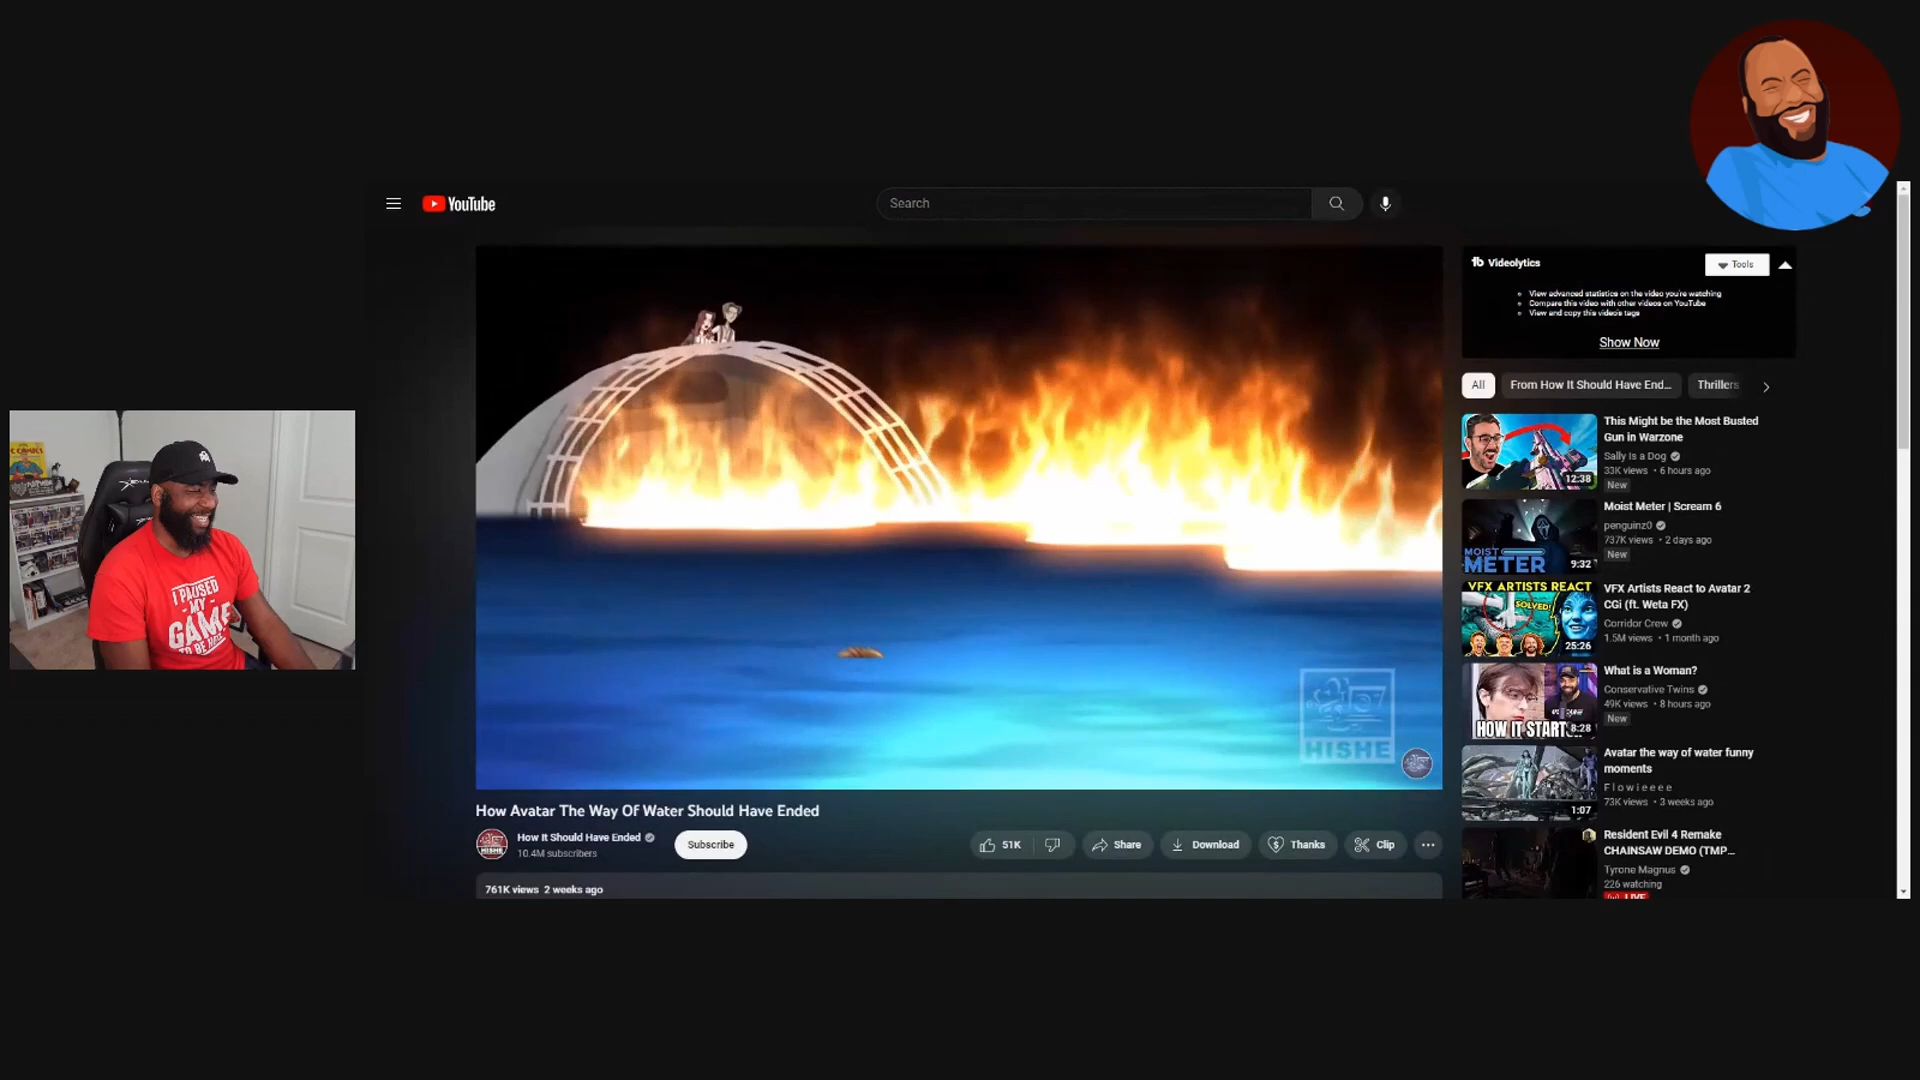 YouTube
Search
Videolytics
Tools
View advanced statistics on the video you're watching
Compare this video with other videos on YouTube
View and copy this video's tags
Show Now
All
From How It Should Have End...
Thrillers
This Might be the Most Busted
Gun in Warzone
Sally Is a Dog
33K views • 6 hours ago
New
12:38
Moist Meter | Scream 6
penguinz0
737K views • 2 days ago
New
MOIST
METER
9:32
VFX ARTISTS REACT
SOLVED!
25:26
VFX Artists React to Avatar 2
CGi (ft. Weta FX)
Corridor Crew
1.5M views • 1 month ago
What is a Woman?
Conservative Twins
49K views • 8 hours ago
New
HOW IT START
8:28
Avatar the way of water funny
moments
F l o w i e e e e
73K views • 3 weeks ago
1:07
Resident Evil 4 Remake
CHAINSAW DEMO (TMP...
Tyrone Magnus
226 watching
LIVE
C COMICS
I PAUSED
- MY -
GAME
TO BE HERE
HISHE
How Avatar The Way Of Water Should Have Ended
HISHE
How It Should Have Ended
10.4M subscribers
Subscribe
51K
Share
Download
Thanks
Clip
761K views 2 weeks ago